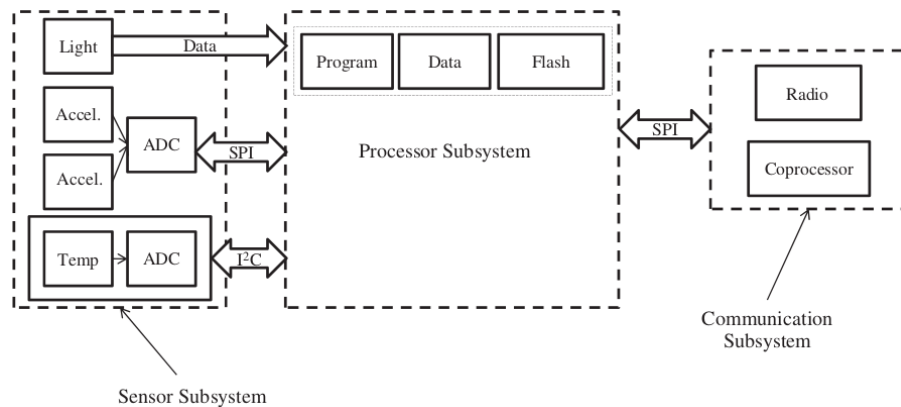 Light
Data
Accel.
Accel.
ADC
SPI
Temp
ADC
I²C
Sensor Subsystem
Program
Data
Flash
Processor Subsystem
SPI
Radio
Coprocessor
Communication
Subsystem